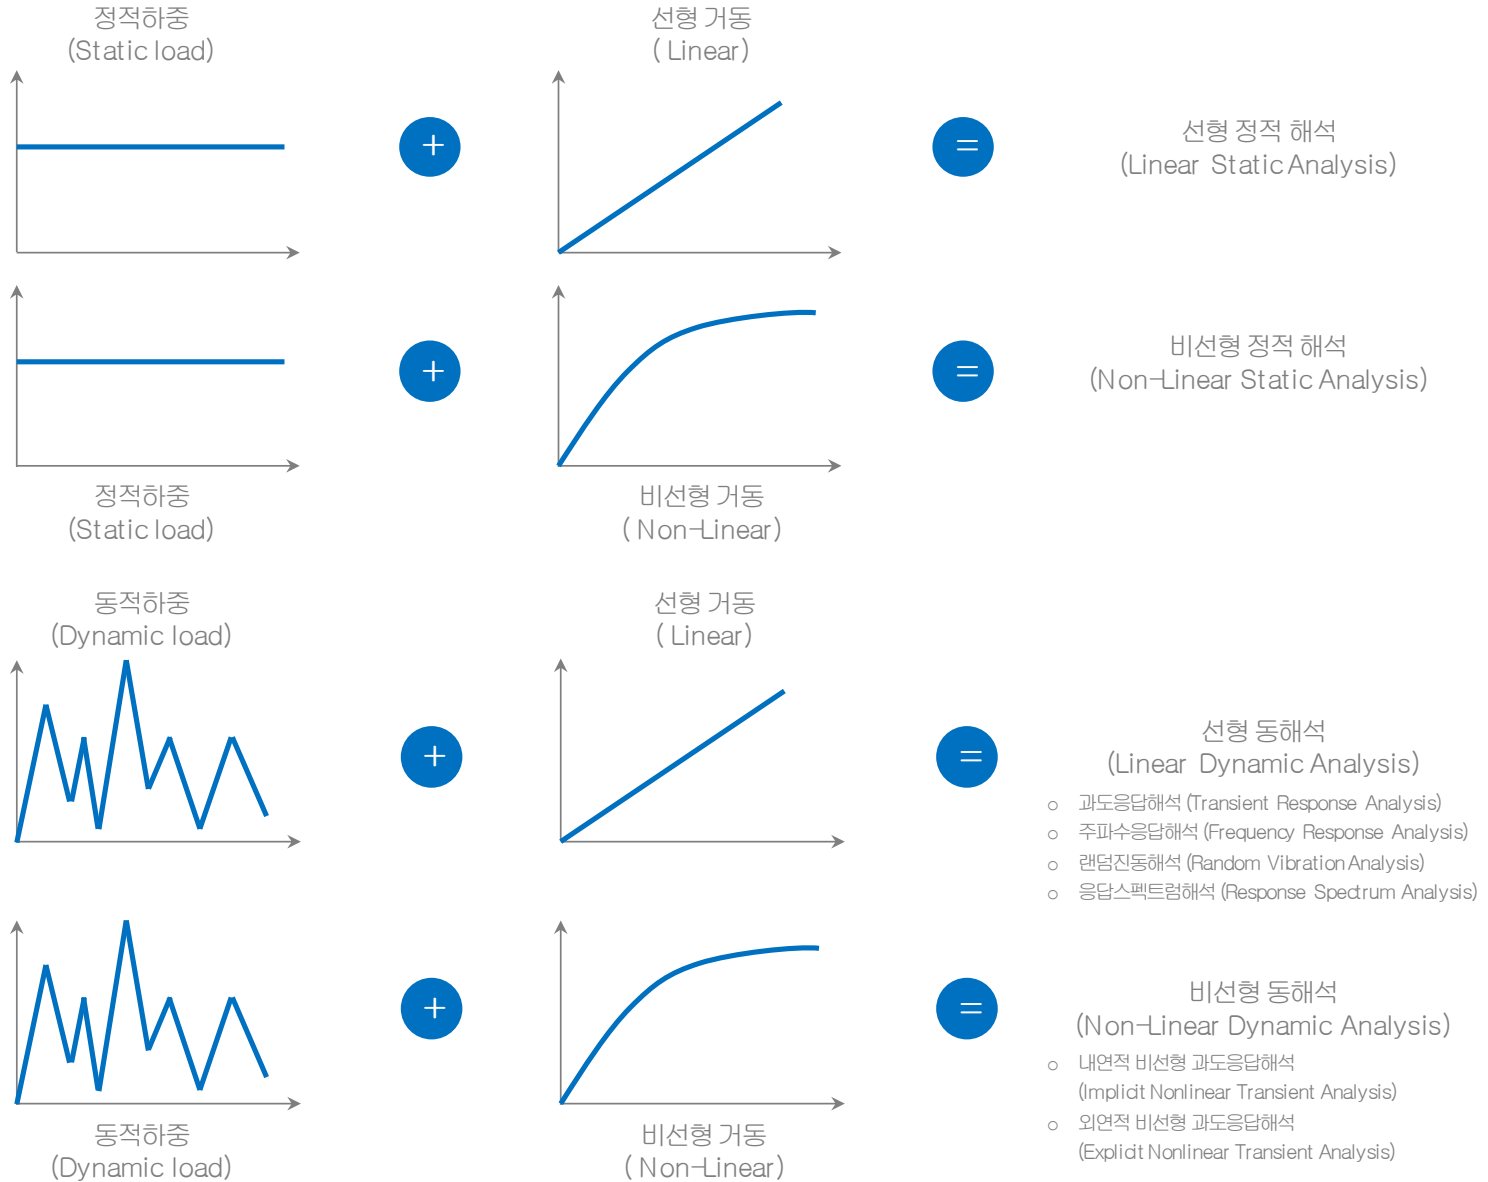 정적하중
(Static load)
선형 거동
( Linear)
+
=
선형 정적 해석
(Linear Static Analysis)
+
=
비선형 정적 해석
(Non-Linear Static Analysis)
정적하중
(Static load)
비선형 거동
( Non-Linear)
동적하중
(Dynamic load)
선형 거동
( Linear)
+
=
선형 동해석
(Linear Dynamic Analysis)
○ 과도응답해석 (Transient Response Analysis)
○ 주파수응답해석 (Frequency Response Analysis)
○ 랜덤진동해석 (Random Vibration Analysis)
○ 응답스펙트럼해석 (Response Spectrum Analysis)
+
=
비선형 동해석
(Non-Linear Dynamic Analysis)
○ 내연적 비선형 과도응답해석
(Implicit Nonlinear Transient Analysis)
○ 외연적 비선형 과도응답해석
(Explicit Nonlinear Transient Analysis)
동적하중
(Dynamic load)
비선형 거동
( Non-Linear)